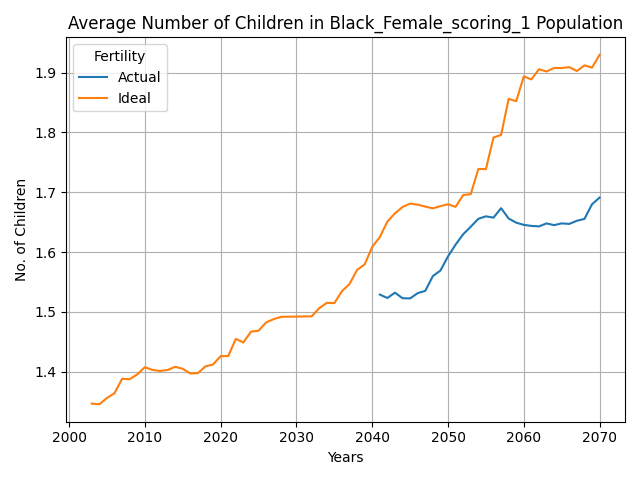 Average Number of Children in Black_Female_scoring_1 Population
Fertility
Actual
Ideal
No. of Children
1.9
1.8
1.7
1.6
1.5
1.4
2000 2010 2020 2030 2040 2050 2060 2070
Years